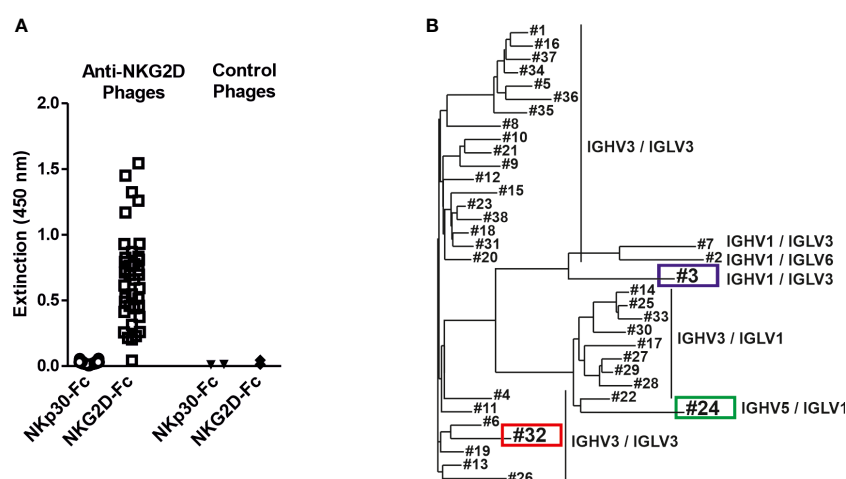 A
Anti-NKG2D
Phages
Control
Phages
Extinction (450 nm)
2.0
1.5
1.0
0.5
0.0
NKp30-Fc
NKG2D-Fc
NKp30-Fc
NKG2D-Fc
B
#1
#16
#37
#34
#5
#36
#35
#8
#10
#21
#9
#12
#15
#23
#38
#18
#31
#20
IGHV3 / IGLV3
#7 IGHV1 / IGLV3
#2 IGHV1 / IGLV6
#3 IGHV1 / IGLV3
#14
#25
#33
#30
#17
#27
#29
#28
#22
IGHV3 / IGLV1
#24 IGHV5 / IGLV1
#4
#11
#6
#32
#19
#13
#26
IGHV3 / IGLV3